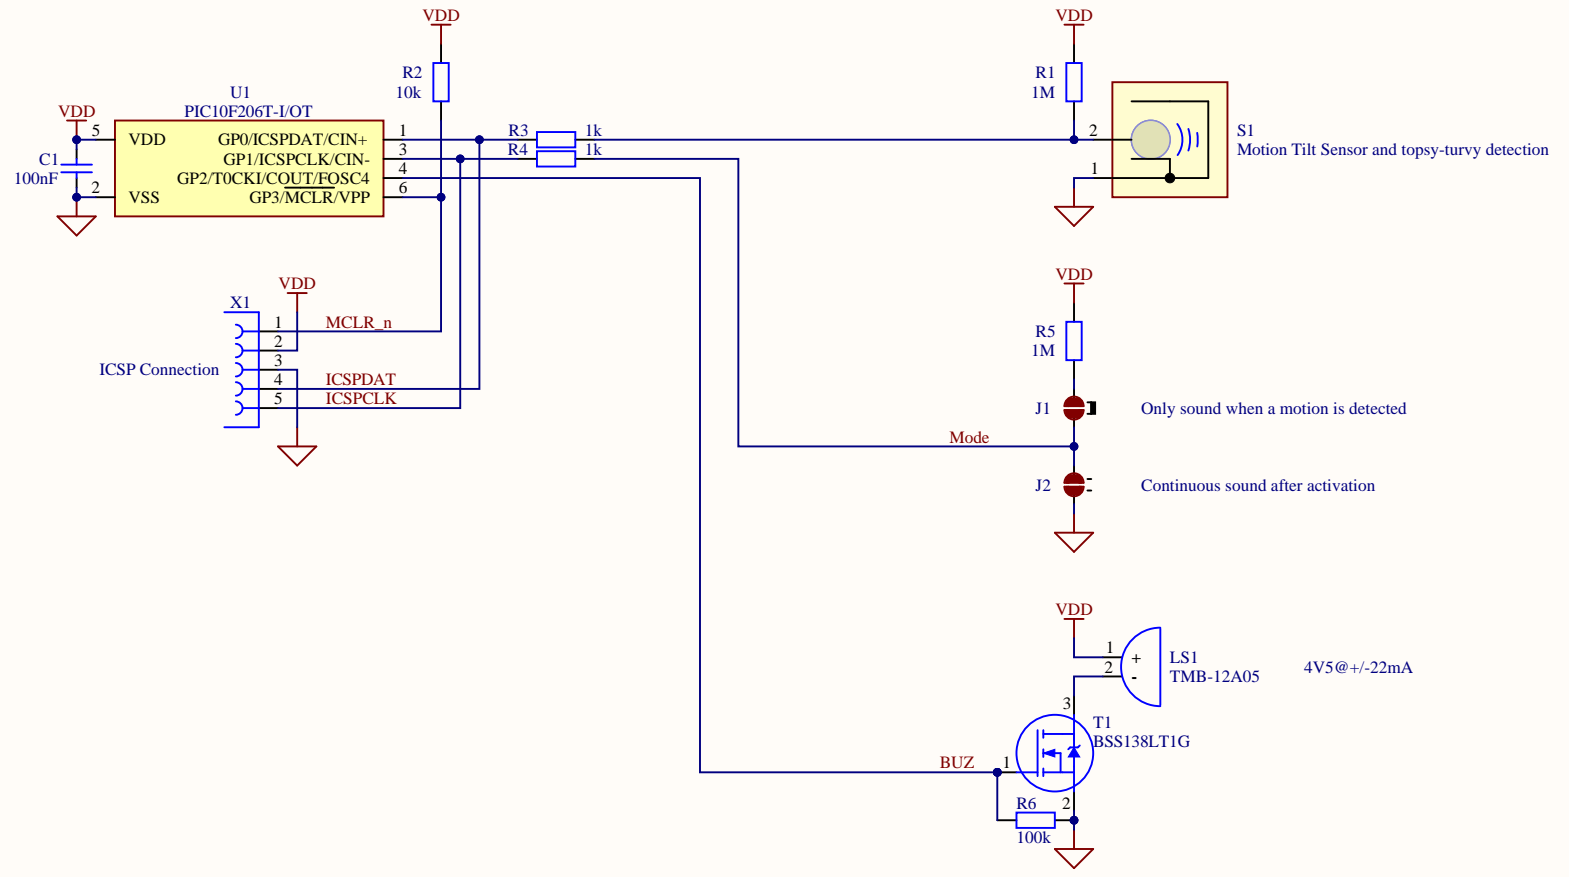 VDD
VDD
R2
10k
R1
1M
U1
PIC10F206T-I/OT
VDD
5
VDD
GP0/ICSPDAT/CIN+
1
R3
1k
2
S1
Motion Tilt Sensor and topsy-turvy detection
C1
100nF
GP1/ICSPCLK/CIN-
3
R4
1k
GP2/T0CKI/COUT/FOSC4
4
1
2
VSS
GP3/MCLR/VPP
6
VDD
VDD
X1
1
MCLR_n
2
3
ICSP Connection
4
ICSPDAT
5
ICSPCLK
R5
1M
J1
Only sound when a motion is detected
Mode
J2
Continuous sound after activation
VDD
1
+
2
-
LS1
TMB-12A05
4V5@+/-22mA
3
T1
BSS138LT1G
BUZ
1
R6
2
100k